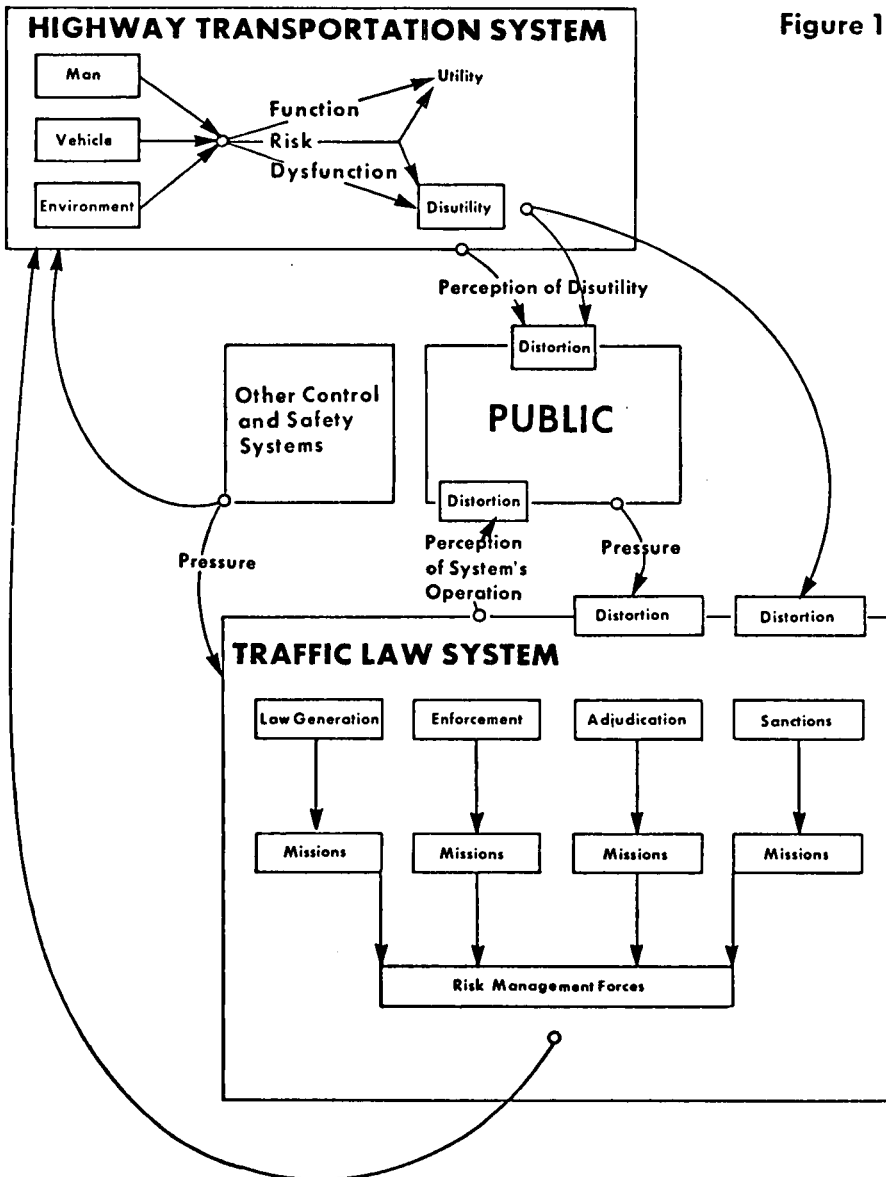 HIGHWAY TRANSPORTATION SYSTEM
Figure 1
Man
Vehicle
Environment
Function
Risk
Dysfunction
Utility
Disutility
Perception of Disutility
Distortion
Other Control
and Safety
Systems
PUBLIC
Distortion
Pressure
Perception
of System's
Operation
Pressure
Distortion
Distortion
TRAFFIC LAW SYSTEM
Law Generation
Enforcement
Adjudication
Sanctions
Missions
Missions
Missions
Missions
Risk Management Forces